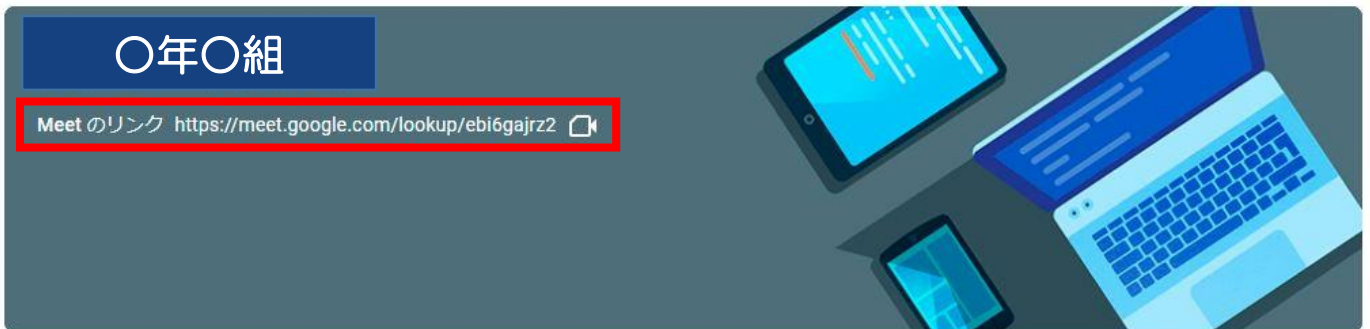 〇年〇組
Meet のリンク https://meet.google.com/lookup/ebi6gajrz2